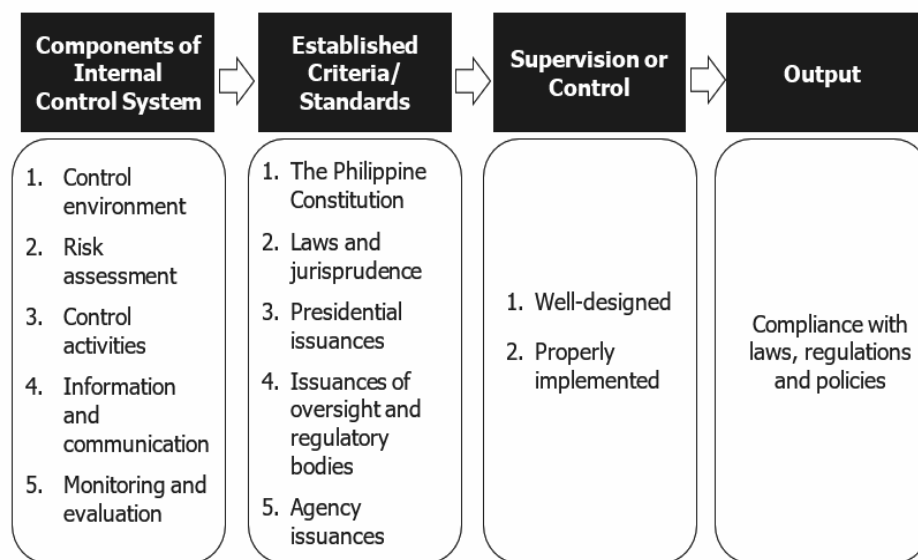 Components of
Internal
Control System
1. Control
environment
2. Risk
assessment
3. Control
activities
4. Information
and
communication
5. Monitoring and
evaluation
Established
Criteria/
Standards
1. The Philippine
Constitution
2. Laws and
jurisprudence
3. Presidential
issuances
4. Issuances of
oversight and
regulatory
bodies
5. Agency
issuances
Supervision or
Control
1. Well-designed
2. Properly
implemented
Output
Compliance with
laws, regulations
and policies